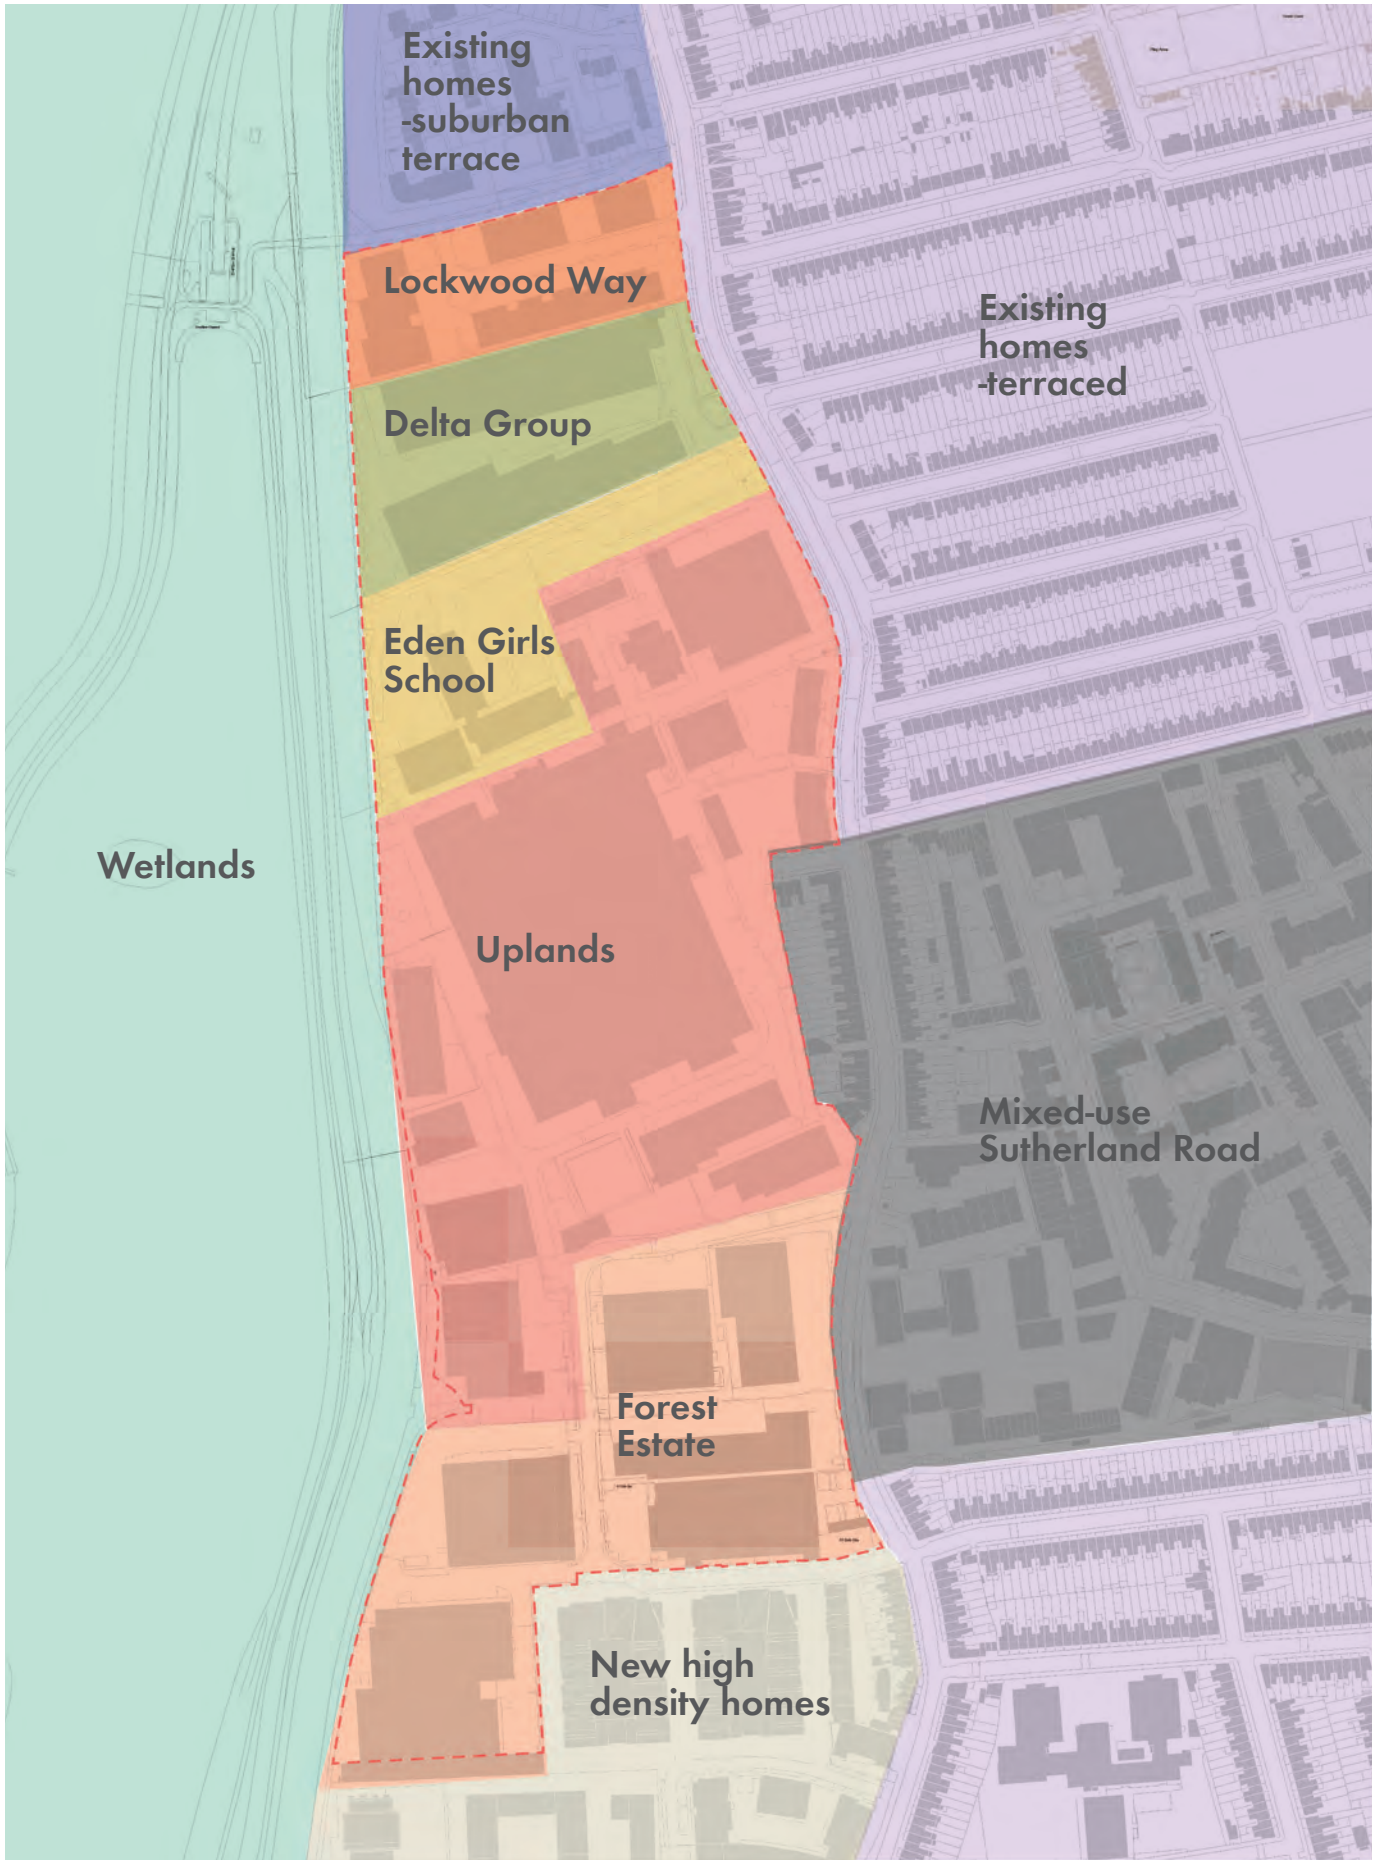 Existing
homes
-suburban
terrace
Lockwood Way
Delta Group
Existing
homes
-terraced
Eden Girls
School
Wetlands
Uplands
Mixed-use
Sutherland Road
Forest
Estate
New high
density homes